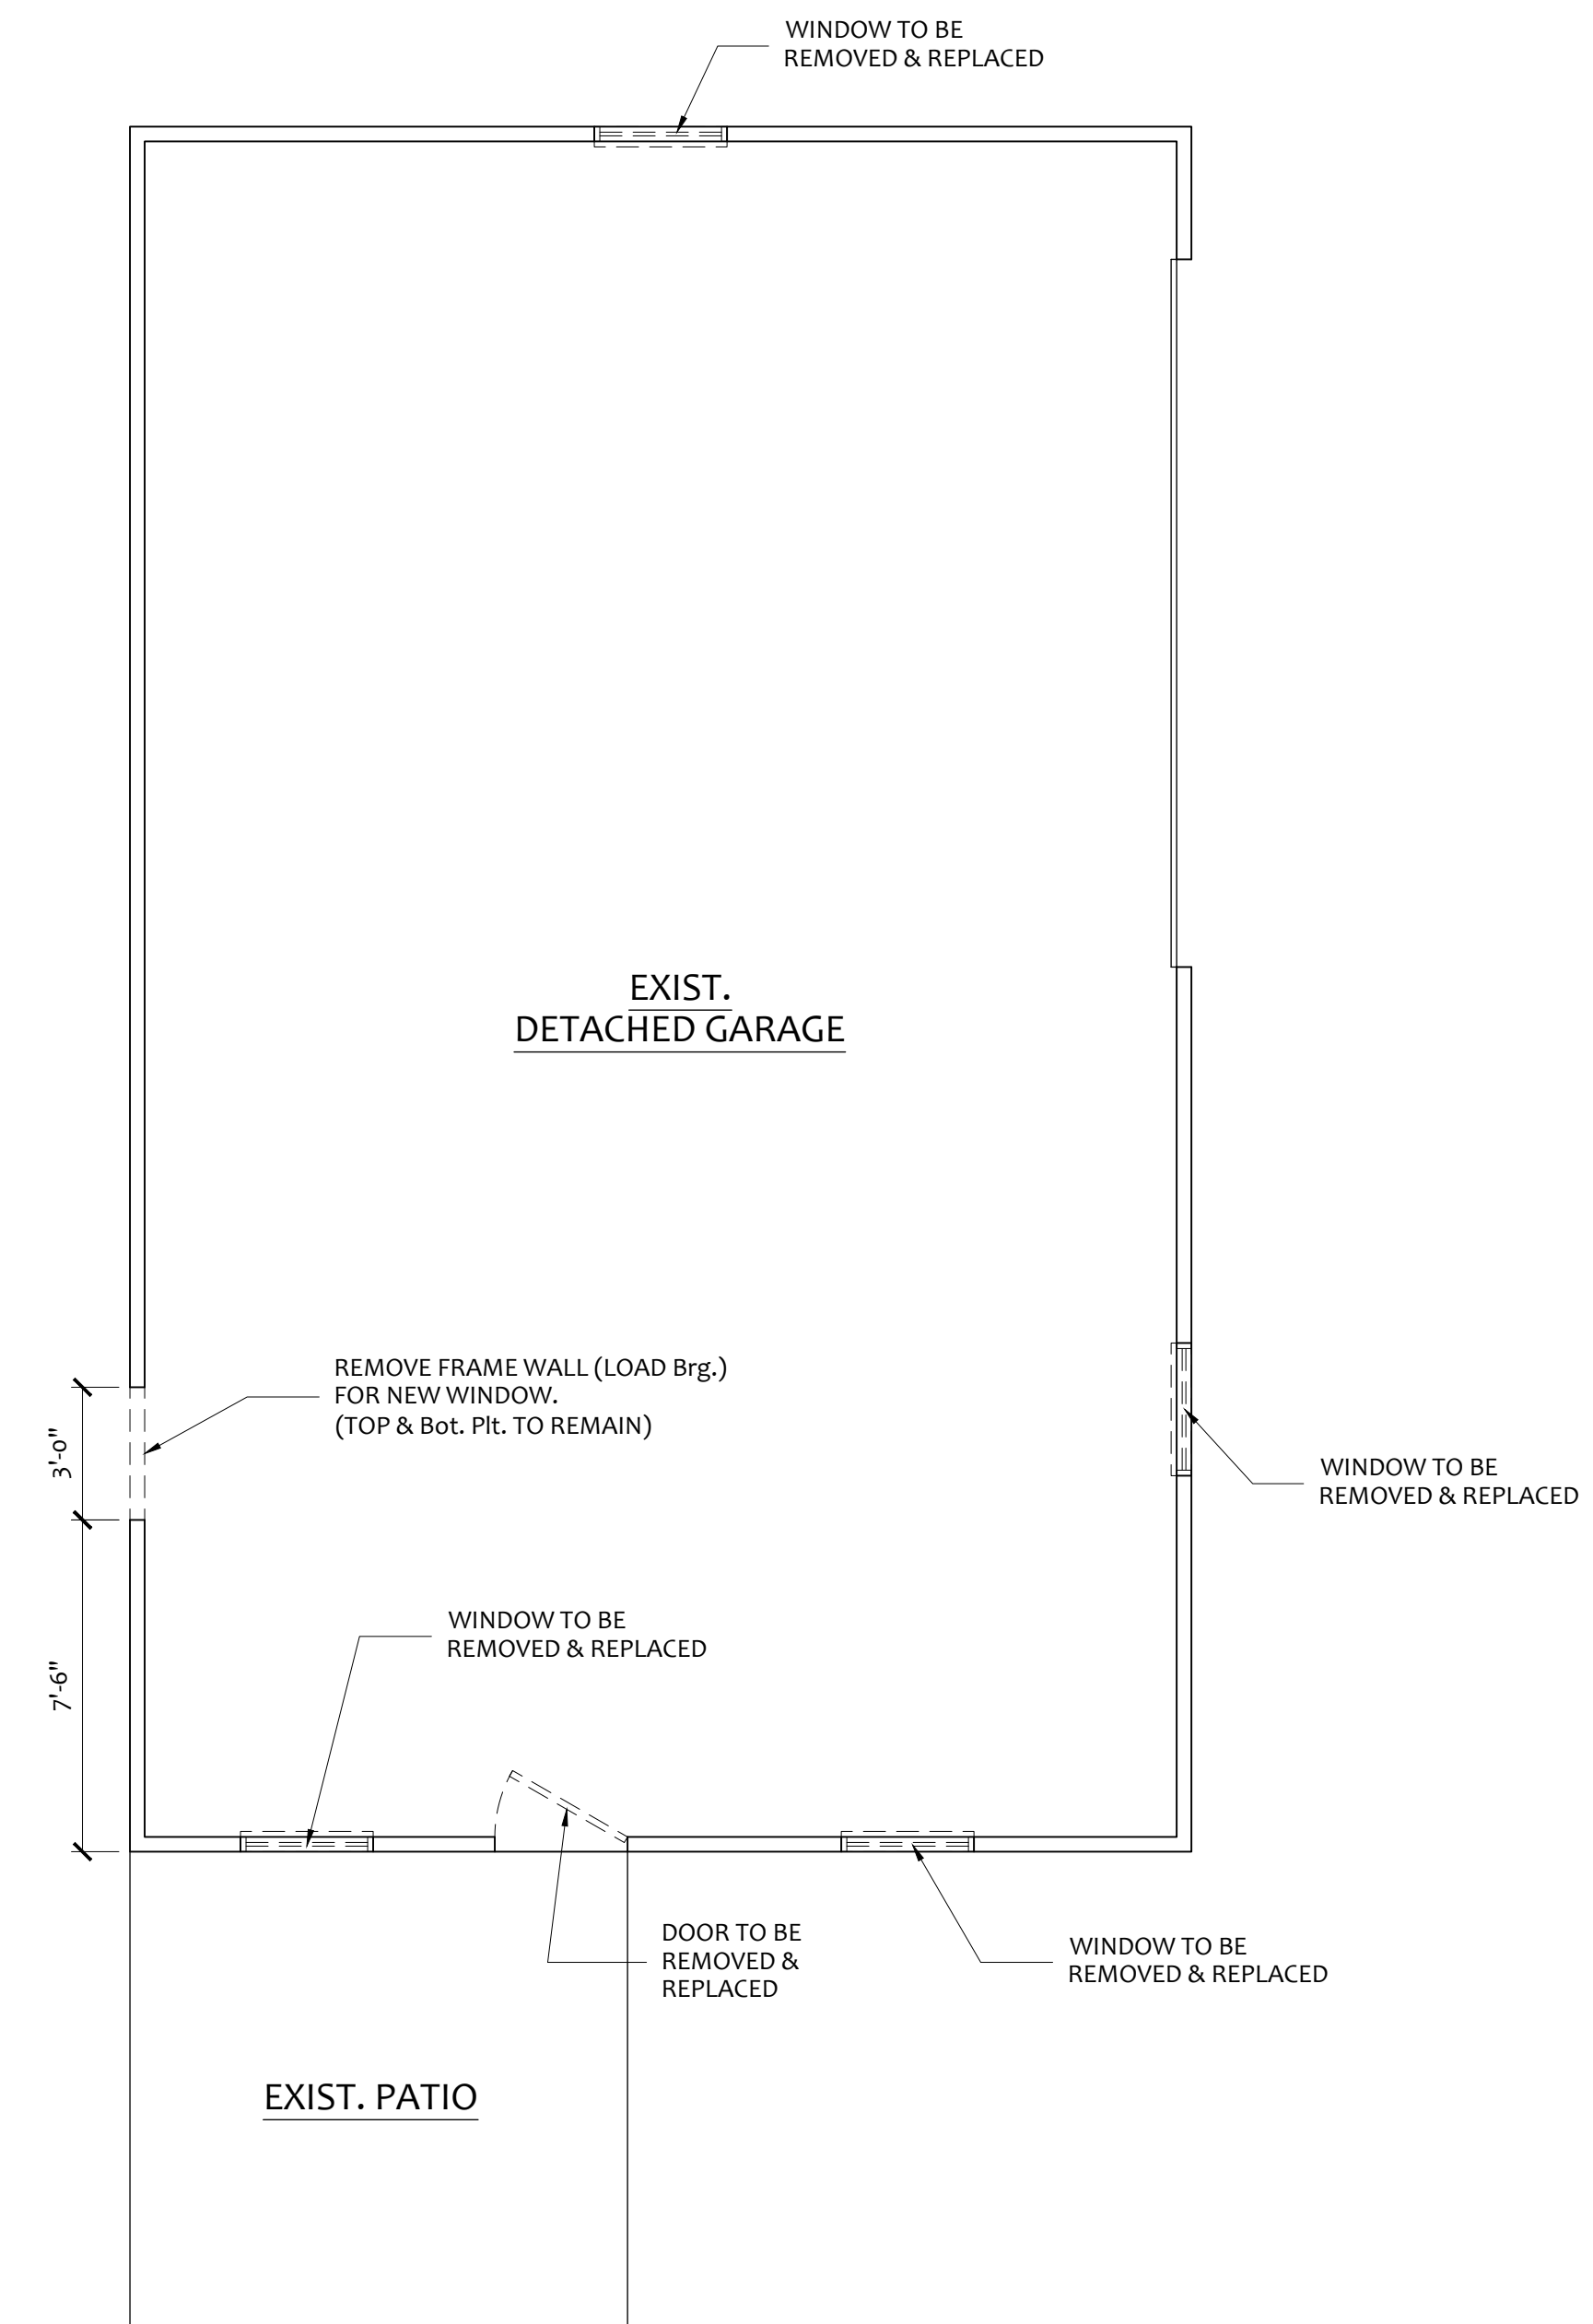 WINDOW TO BE
REMOVED & REPLACED
EXIST.
DETACHED GARAGE
REMOVE FRAME WALL (LOAD Brg.)
FOR NEW WINDOW.
(TOP & Bot. Plt. TO REMAIN)
3'-0"
WINDOW TO BE
REMOVED & REPLACED
WINDOW TO BE
REMOVED & REPLACED
7'-6"
DOOR TO BE
REMOVED &
REPLACED
WINDOW TO BE
REMOVED & REPLACED
EXIST. PATIO